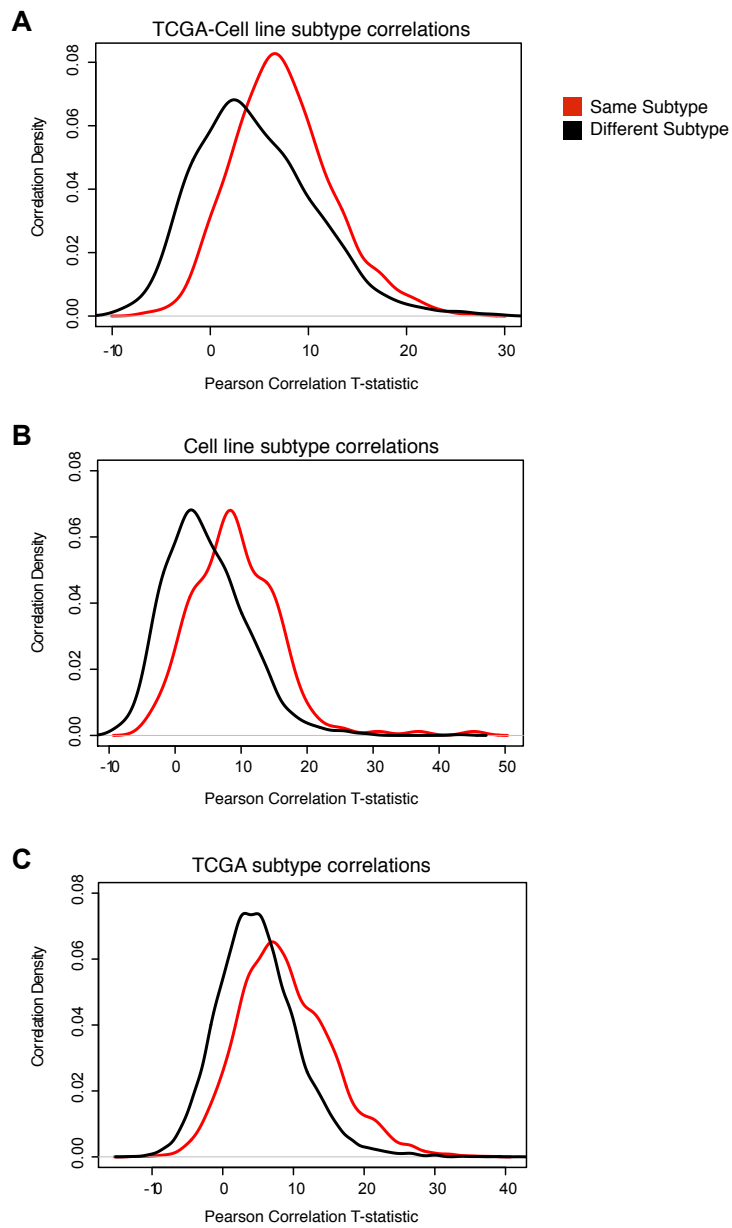 A
TCGA-Cell line subtype correlations
0.08
0.06
0.04
0.02
0.00
Correlation Density
-10 0 10 20 30
Pearson Correlation T-statistic
Same Subtype
Different Subtype
B
Cell line subtype correlations
0.08
0.06
0.04
0.02
0.00
Correlation Density
-10 0 10 20 30 40 50
Pearson Correlation T-statistic
C
TCGA subtype correlations
0.08
0.06
0.04
0.02
0.00
Correlation Density
-10 0 10 20 30 40
Pearson Correlation T-statistic